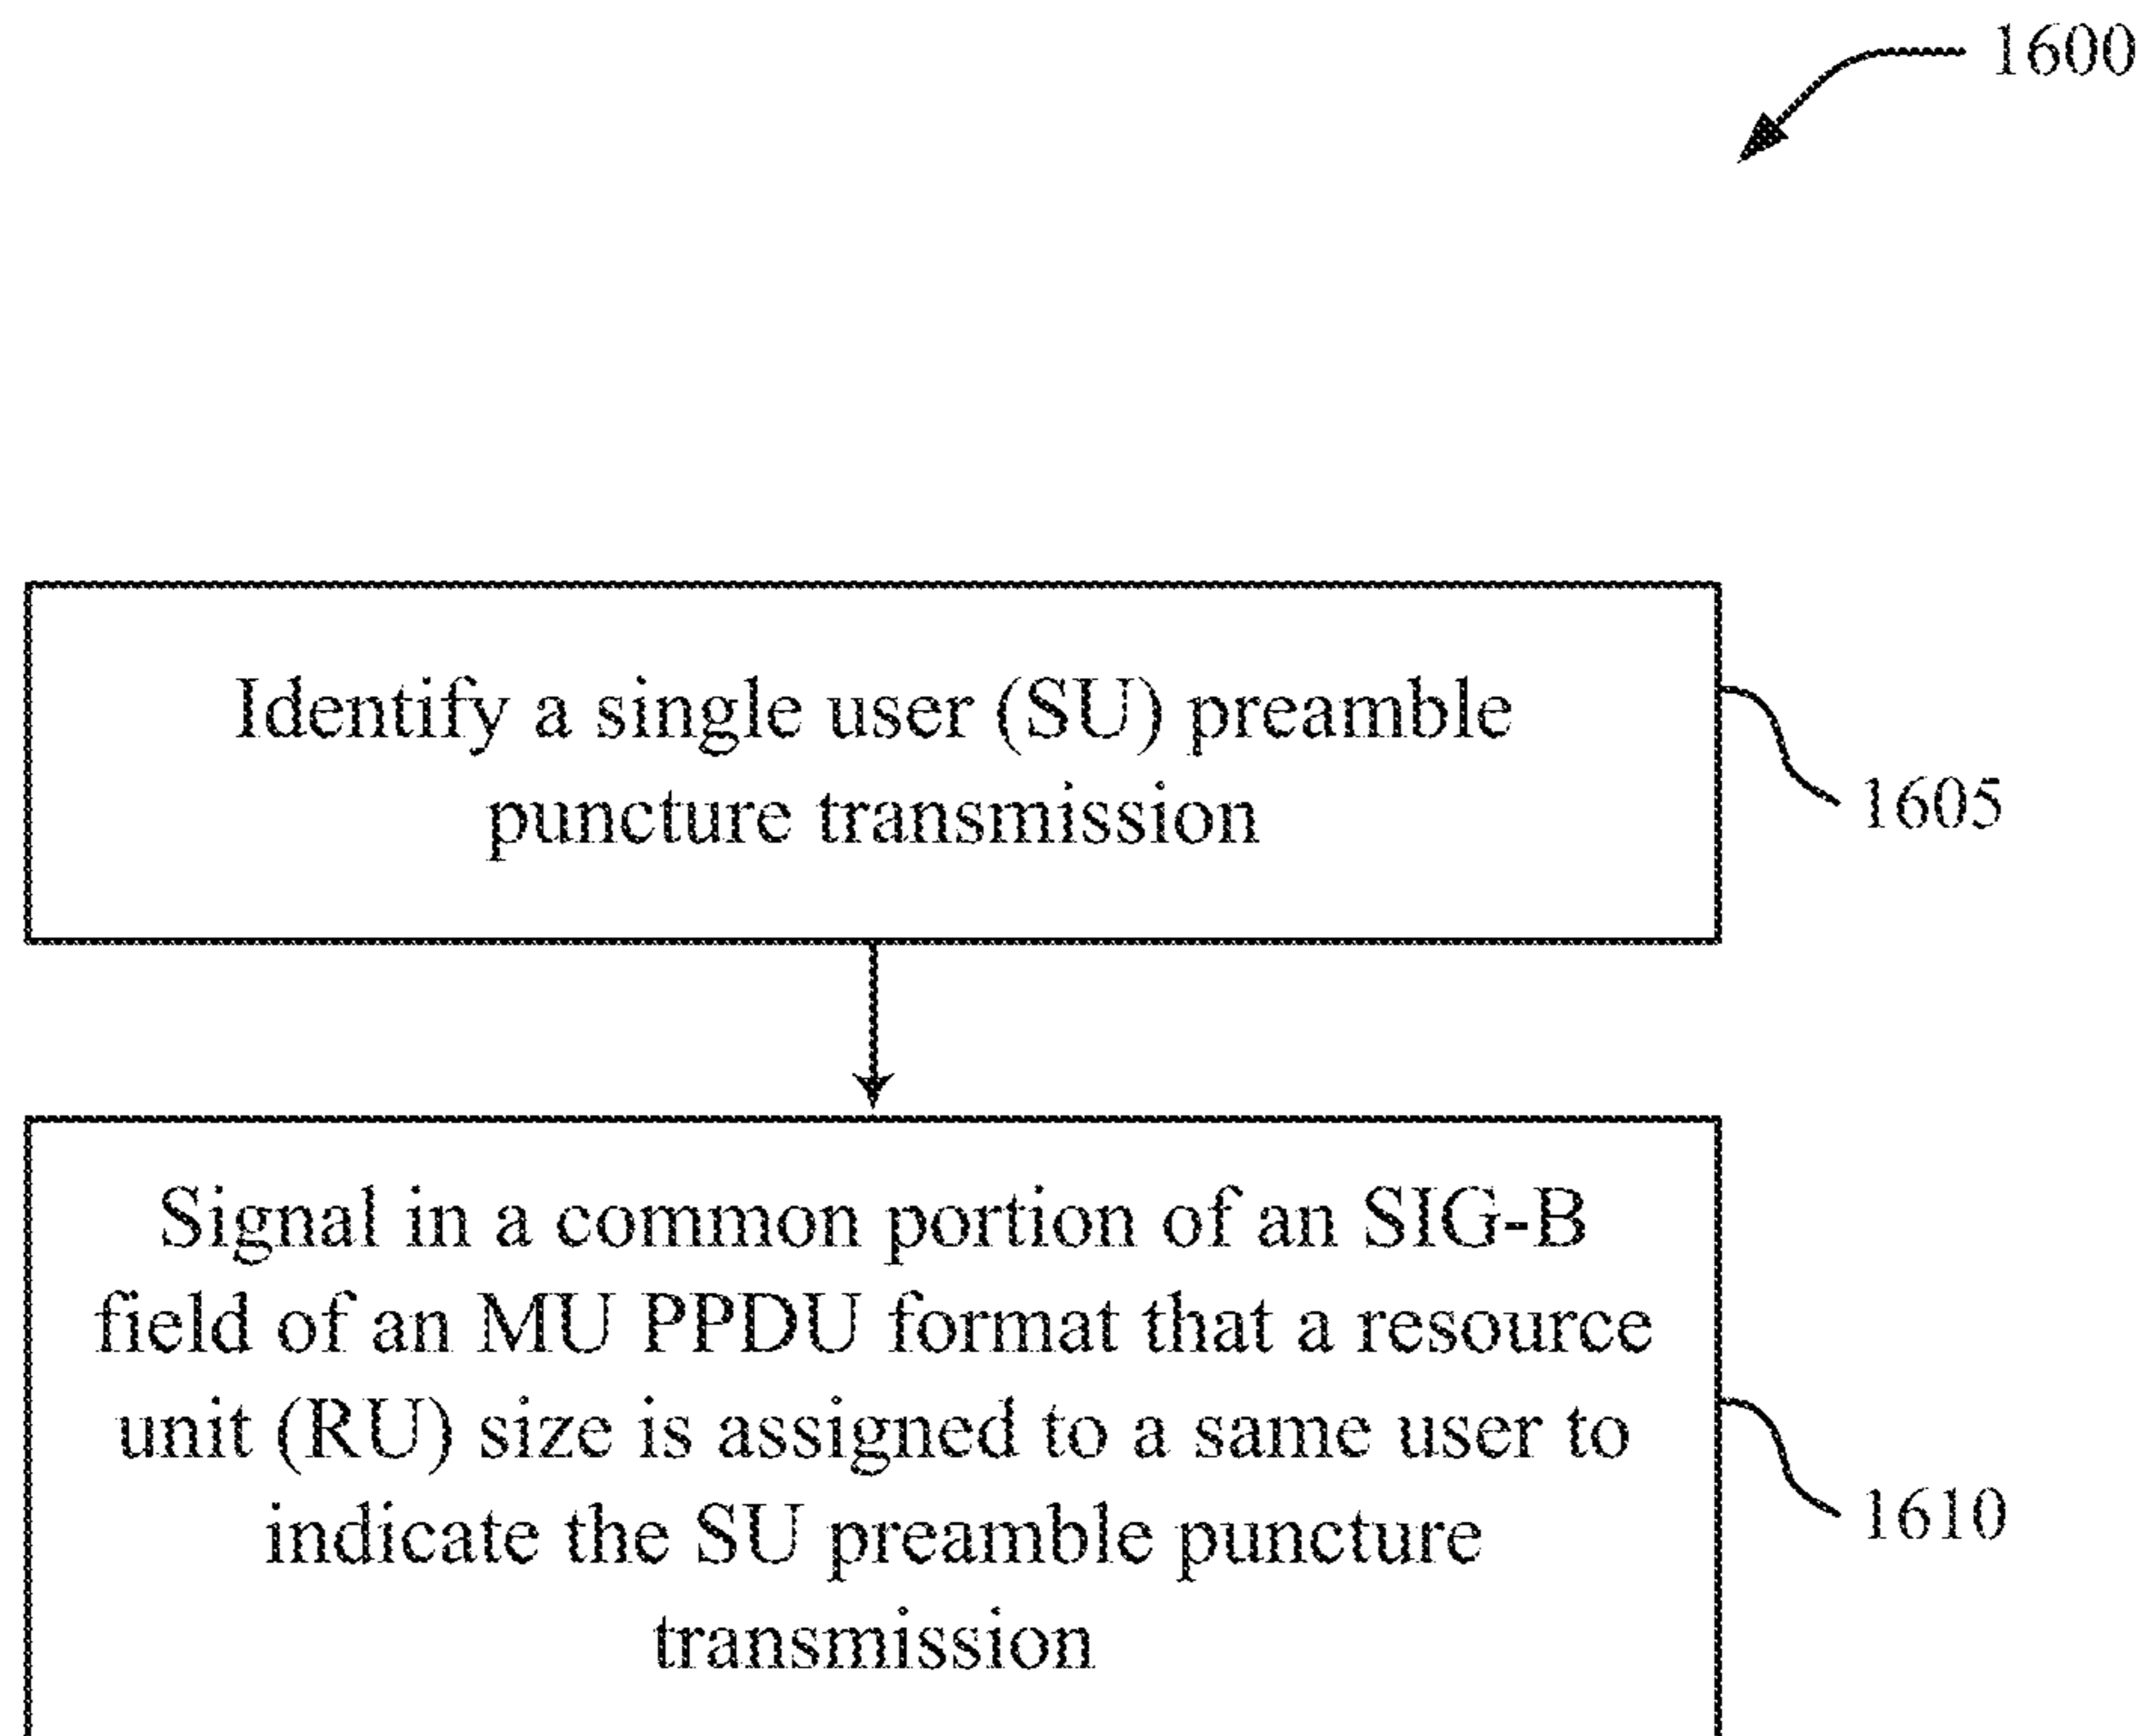 1600
Identify a single user (SU) preamble
puncture transmission
1605
Signal in a common portion of an SIG-B
field of an MU PPDU format that a resource
unit (RU) size is assigned to a same user to
indicate the SU preamble puncture
transmission
1610